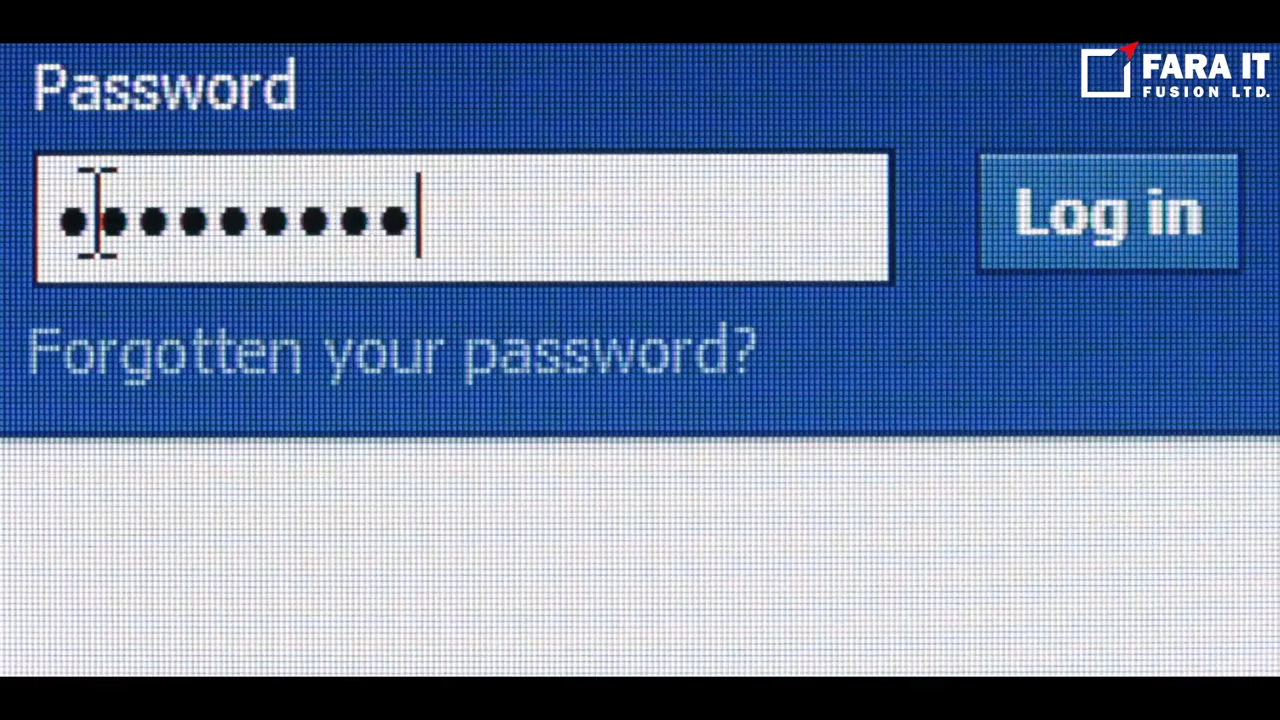 Password
FARA IT
FUSION LTD.
•••••••••
Log in
Forgotten your password?